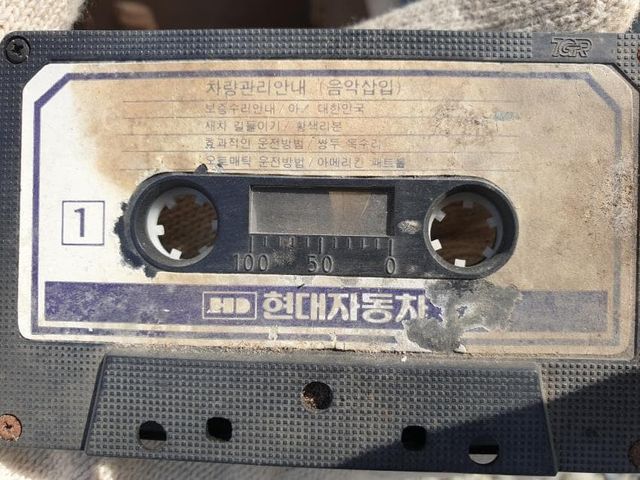 TGR
차량관리안내 (음악삽입)
보증수리안내 / 아! 대한민국
새차 길들이기 / 황색리본
효과적인 운전방법 / 쌍두 독수리
오토매틱 운전방법 / 아메리칸 패트롤
1
100 50 0
HD 현대자동차